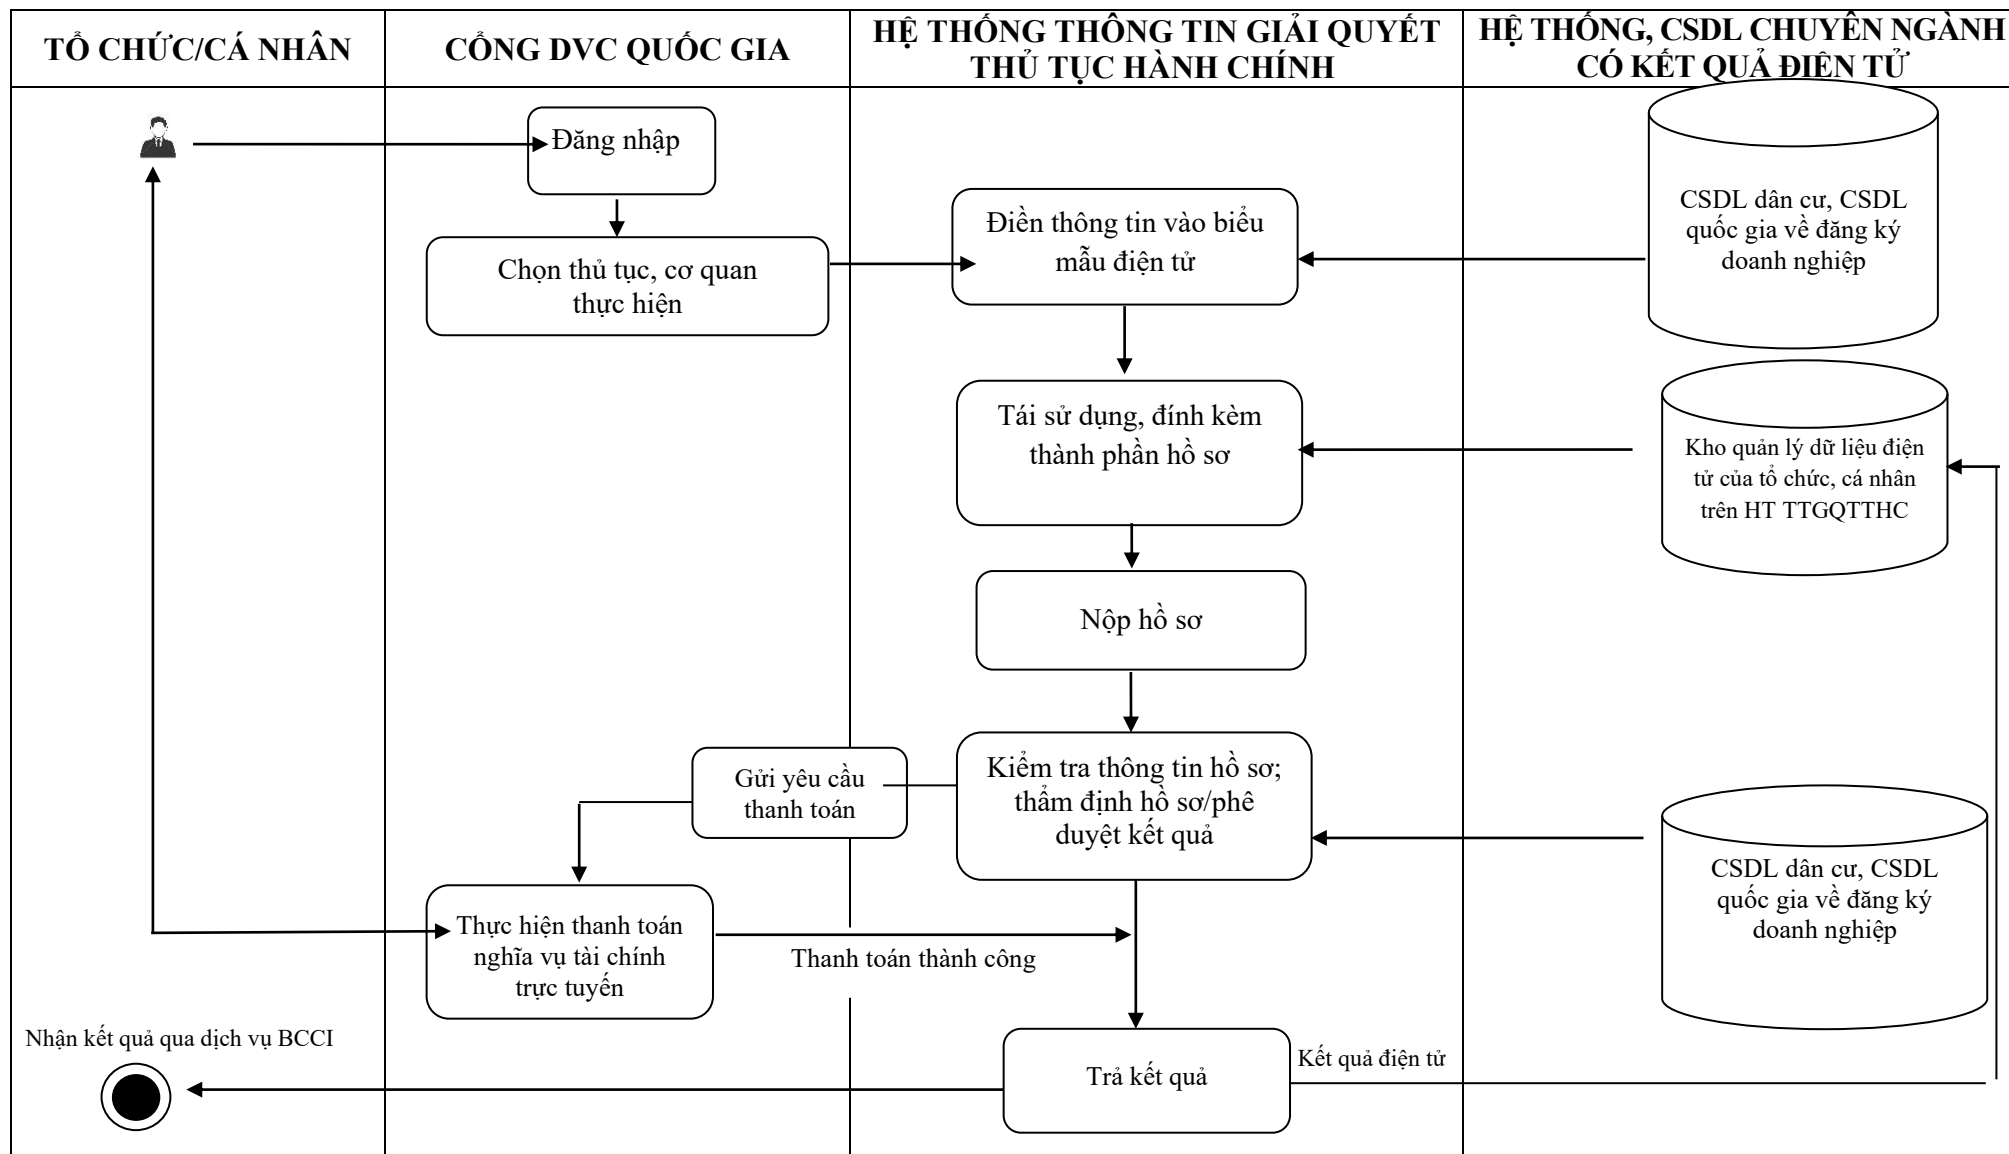 TỔ CHỨC/CÁ NHÂN
CỔNG DVC QUỐC GIA
HỆ THỐNG THÔNG TIN GIẢI QUYẾT
THỦ TỤC HÀNH CHÍNH
HỆ THỐNG, CSDL CHUYÊN NGÀNH
CÓ KẾT QUẢ ĐIỆN TỬ
Đăng nhập
Chọn thủ tục, cơ quan
thực hiện
Điền thông tin vào biểu
mẫu điện tử
CSDL dân cư, CSDL
quốc gia về đăng ký
doanh nghiệp
Tái sử dụng, đính kèm
thành phần hồ sơ
Kho quản lý dữ liệu điện
tử của tổ chức, cá nhân
trên HT TTGQTTHC
Nộp hồ sơ
Gửi yêu cầu
thanh toán
Kiểm tra thông tin hồ sơ;
thẩm định hồ sơ/phê
duyệt kết quả
CSDL dân cư, CSDL
quốc gia về đăng ký
doanh nghiệp
Thực hiện thanh toán
nghĩa vụ tài chính
trực tuyến
Thanh toán thành công
Nhận kết quả qua dịch vụ BCCI
Trả kết quả
Kết quả điện tử